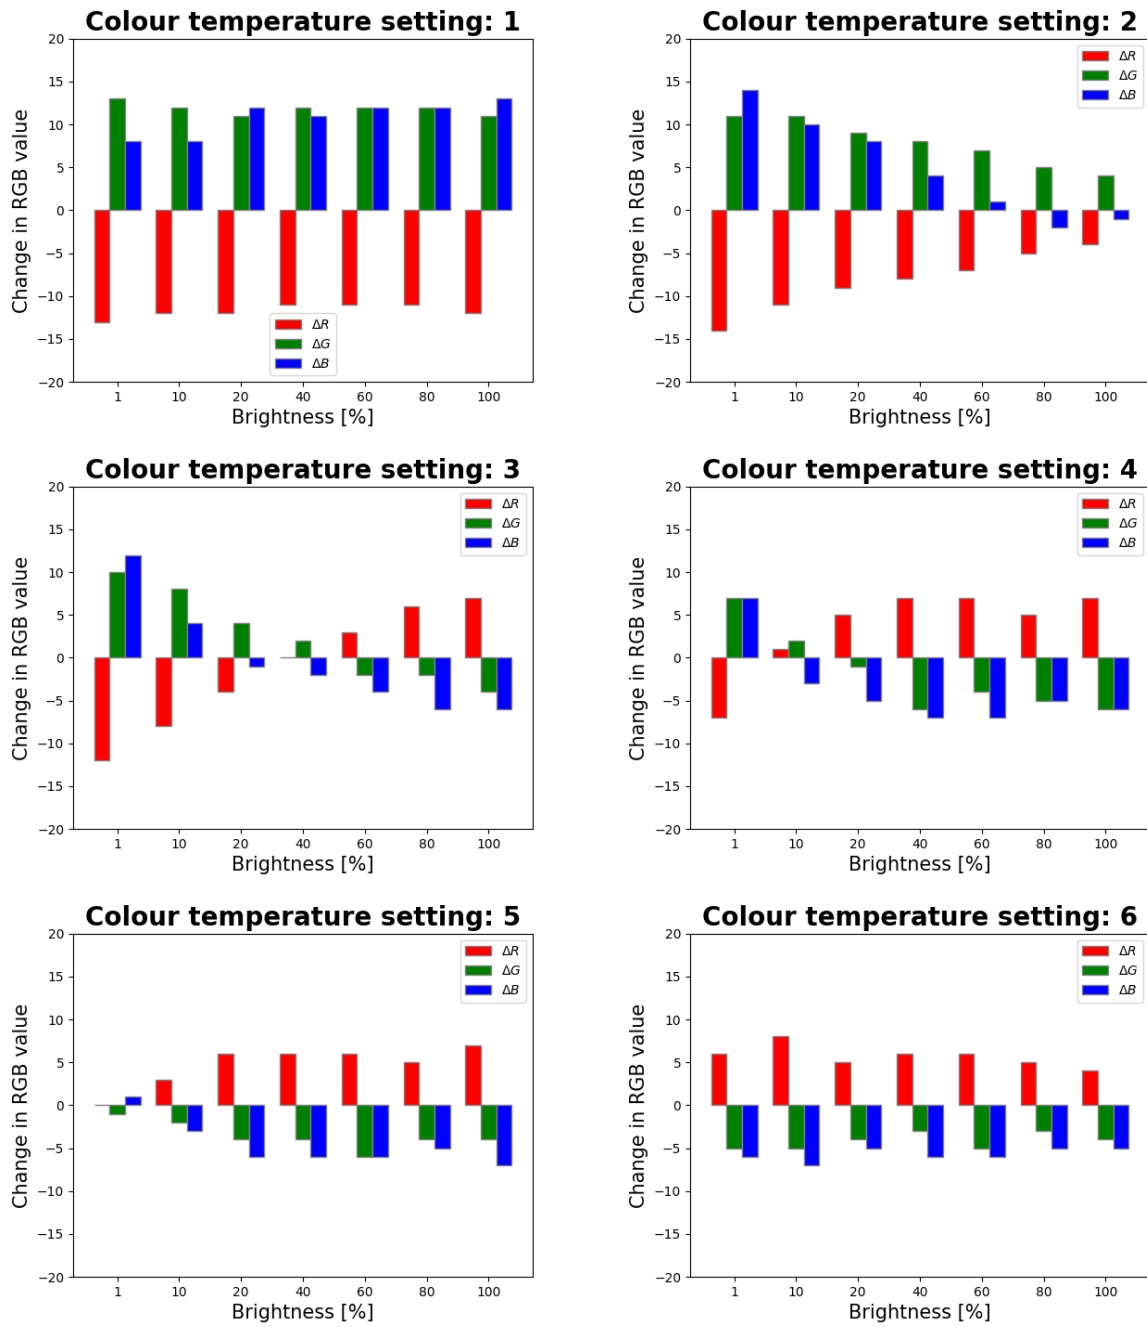 Colour temperature setting: 1
Change in RGB value
20
15
10
5
0
−5
−10
−15
−20
ΔR
ΔG
ΔB
1 10 20 40 60 80 100
Brightness [%]
Colour temperature setting: 2
Change in RGB value
20
15
10
5
0
−5
−10
−15
−20
ΔR
ΔG
ΔB
1 10 20 40 60 80 100
Brightness [%]
Colour temperature setting: 3
Change in RGB value
20
15
10
5
0
−5
−10
−15
−20
ΔR
ΔG
ΔB
1 10 20 40 60 80 100
Brightness [%]
Colour temperature setting: 4
Change in RGB value
20
15
10
5
0
−5
−10
−15
−20
ΔR
ΔG
ΔB
1 10 20 40 60 80 100
Brightness [%]
Colour temperature setting: 5
Change in RGB value
20
15
10
5
0
−5
−10
−15
−20
ΔR
ΔG
ΔB
1 10 20 40 60 80 100
Brightness [%]
Colour temperature setting: 6
Change in RGB value
20
15
10
5
0
−5
−10
−15
−20
ΔR
ΔG
ΔB
1 10 20 40 60 80 100
Brightness [%]